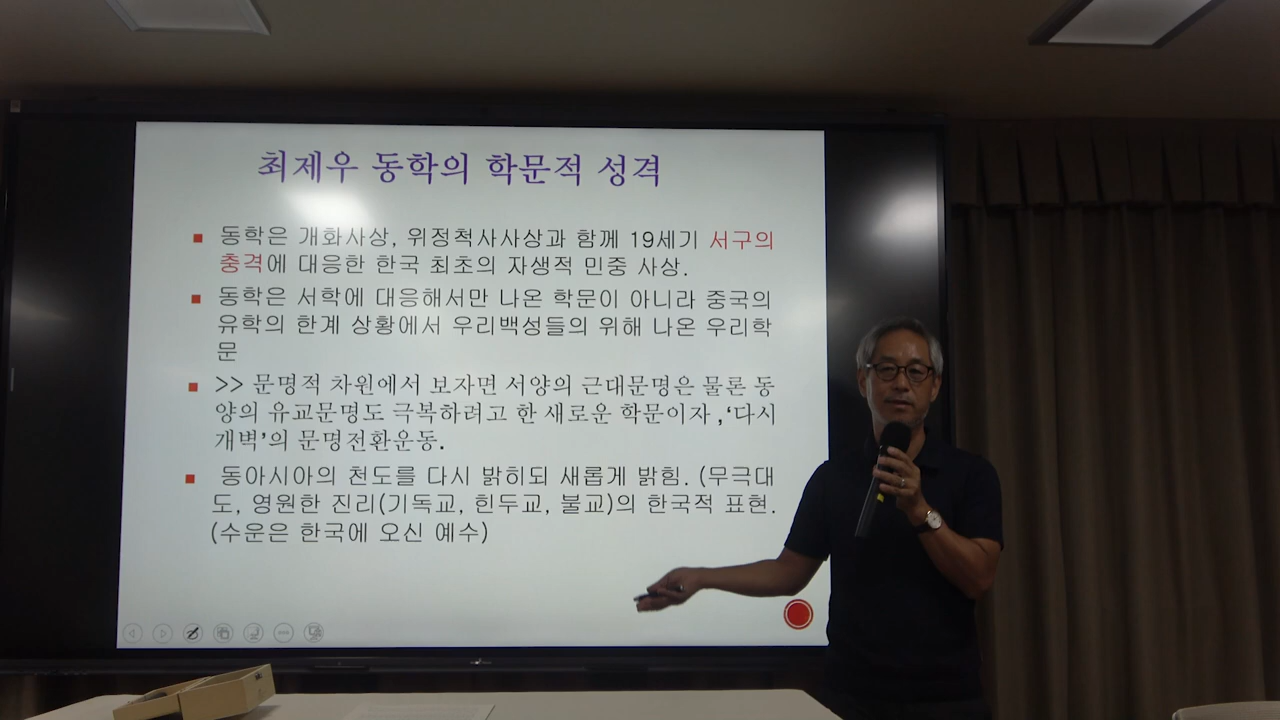 최제우 동학의 학문적 성격
동학은 개화사상, 위정척사사상과 함께 19세기 서구의
충격에 대응한 한국 최초의 자생적 민중 사상.
동학은 서학에 대응해서만 나온 학문이 아니라 중국의
유학의 한계 상황에서 우리백성들의 위해 나온 우리학
문
>> 문명적 차원에서 보자면 서양의 근대문명은 물론 동
양의 유교문명도 극복하려고 한 새로운 학문이자 ,‘다시
개벽’의 문명전환운동.
동아시아의 천도를 다시 밝히되 새롭게 밝힘. (무극대
도, 영원한 진리(기독교, 힌두교, 불교)의 한국적 표현.
(수운은 한국에 오신 예수)